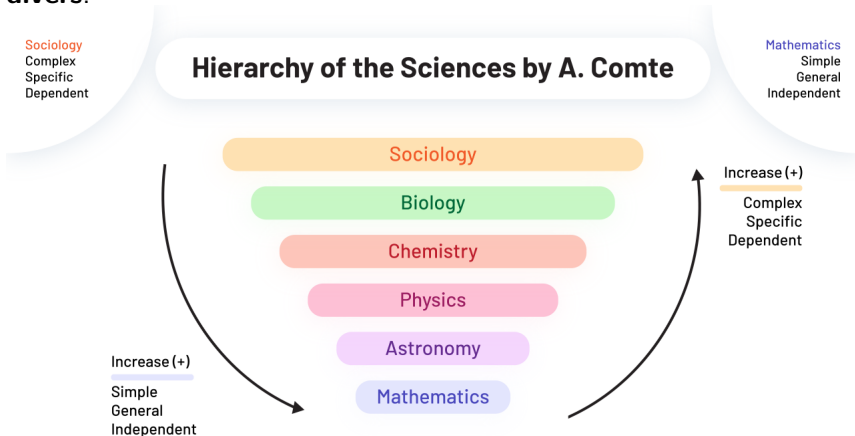 divers.
Sociology
Complex
Specific
Dependent
Hierarchy of the Sciences by A. Comte
Mathematics
Simple
General
Independent
Sociology
Biology
Chemistry
Physics
Astronomy
Mathematics
Increase (+)
Complex
Specific
Dependent
Increase (+)
Simple
General
Independent